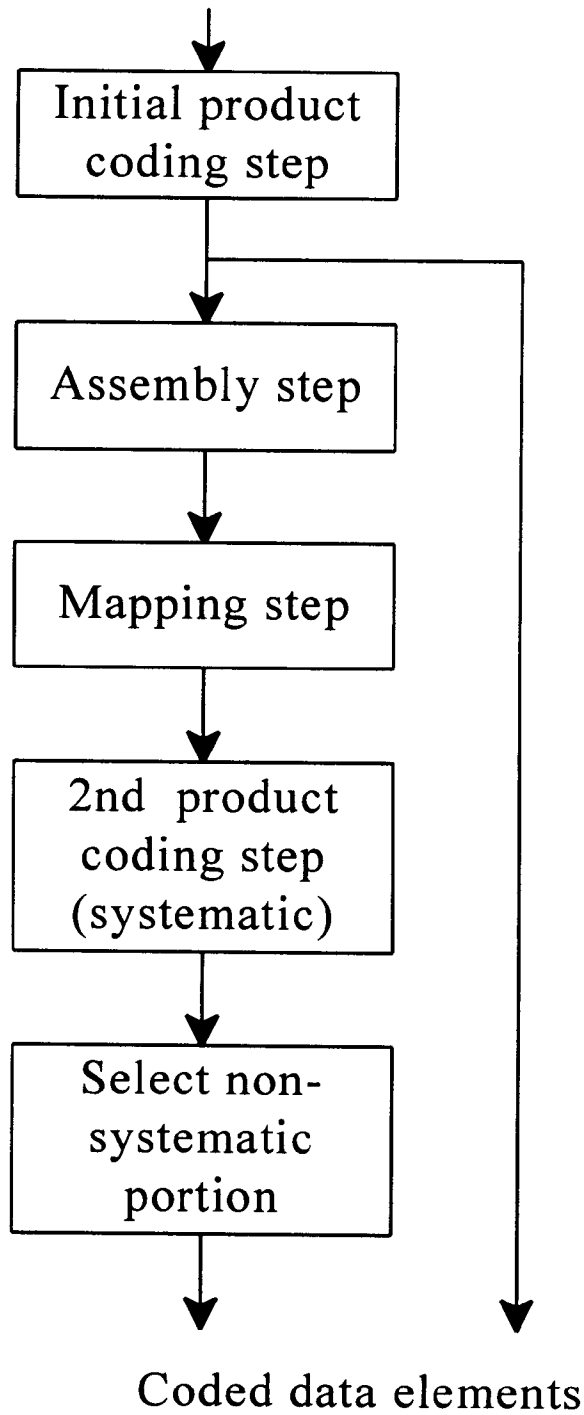 Initial product
coding step
Assembly step
Mapping step
2nd product
coding step
(systematic)
Select non-
systematic
portion
Coded data elements